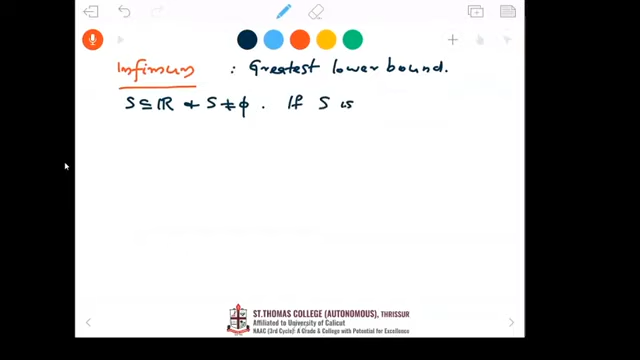 Infimum : Greatest lower bound.
S ⊆ ℝ & S ≠ ϕ . If S is
ST.THOMAS COLLEGE (AUTONOMOUS), THRISSUR
Affiliated to University of Calicut
NAAC (3rd Cycle): A Grade & College with Potential for Excellence